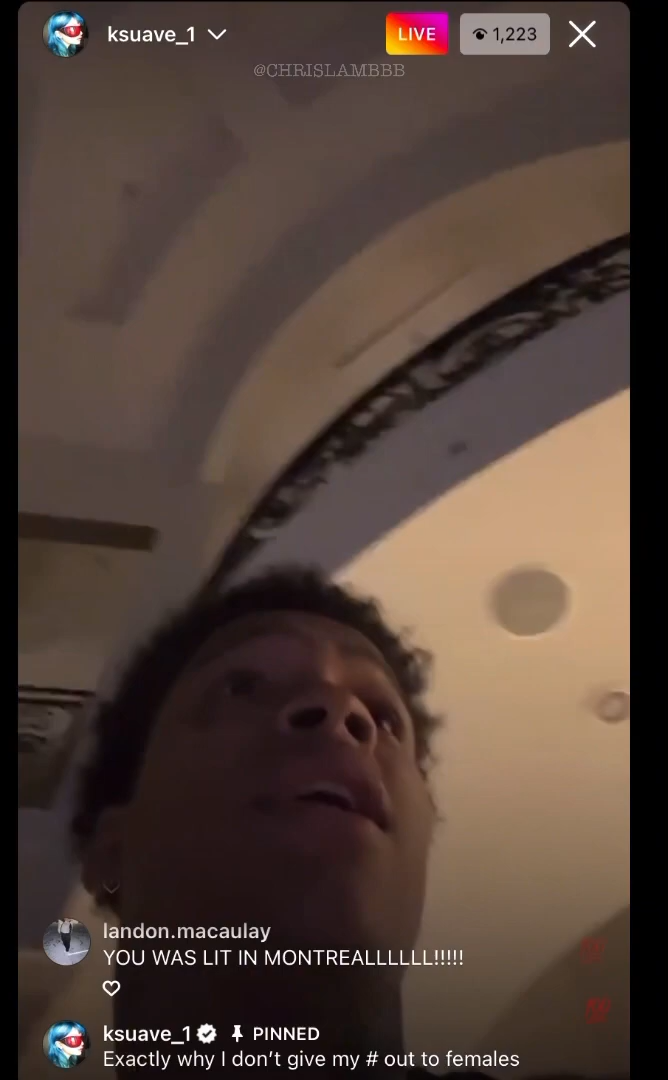 ksuave_1
LIVE
1,223
@CHRISLAMBBB
landon.macaulay
YOU WAS LIT IN MONTREALLLLLL!!!!!
ksuave_1 PINNED
Exactly why I don’t give my # out to females